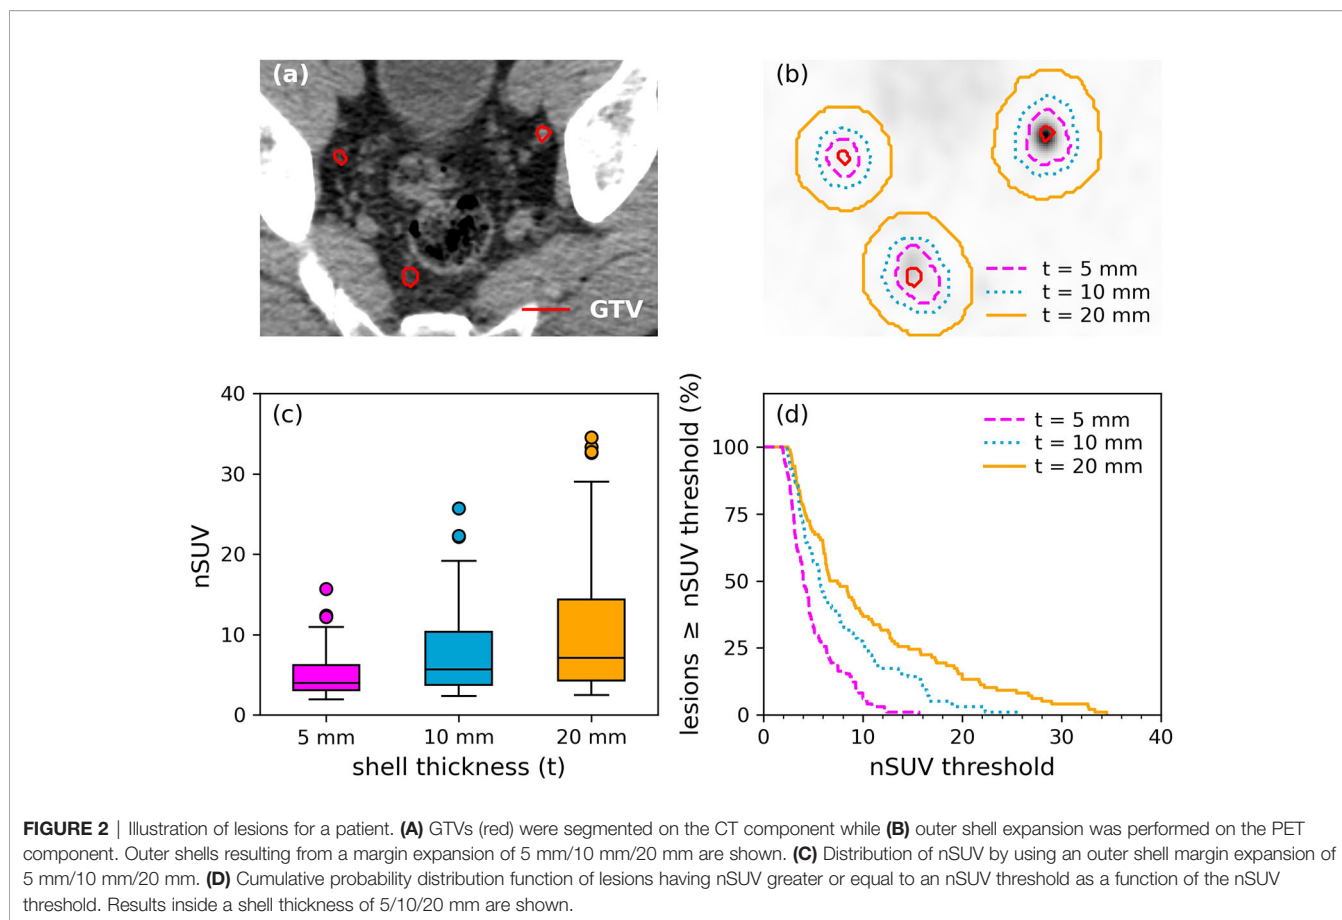 (a)
GTV
(b)
t = 5 mm
t = 10 mm
t = 20 mm
(c)
nSUV
40
30
20
10
0
5 mm
10 mm
20 mm
shell thickness (t)
(d)
lesions ≥ nSUV threshold (%)
t = 5 mm
t = 10 mm
t = 20 mm
100
75
50
25
0
0
10
20
30
40
nSUV threshold
FIGURE 2 | Illustration of lesions for a patient. (A) GTVs (red) were segmented on the CT component while (B) outer shell expansion was performed on the PET
component. Outer shells resulting from a margin expansion of 5 mm/10 mm/20 mm are shown. (C) Distribution of nSUV by using an outer shell margin expansion of
5 mm/10 mm/20 mm. (D) Cumulative probability distribution function of lesions having nSUV greater or equal to an nSUV threshold as a function of the nSUV
threshold. Results inside a shell thickness of 5/10/20 mm are shown.